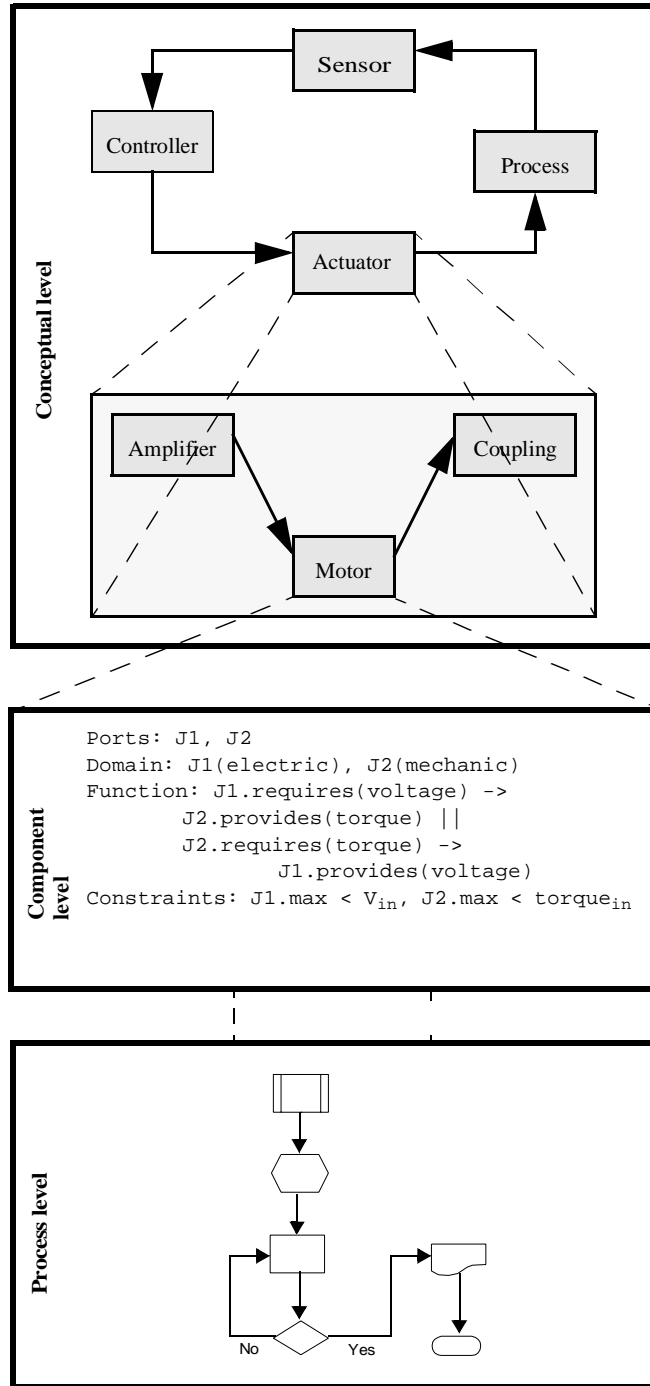 Conceptual level
Sensor
Controller
Process
Actuator
Amplifier
Coupling
Motor
Component
level
Ports: J1, J2
Domain: J1(electric), J2(mechanic)
Function: J1.requires(voltage) ->
J2.provides(torque) ||
J2.requires(torque) ->
J1.provides(voltage)
Constraints: J1.max < Vin, J2.max < torquein
Process level
No
Yes